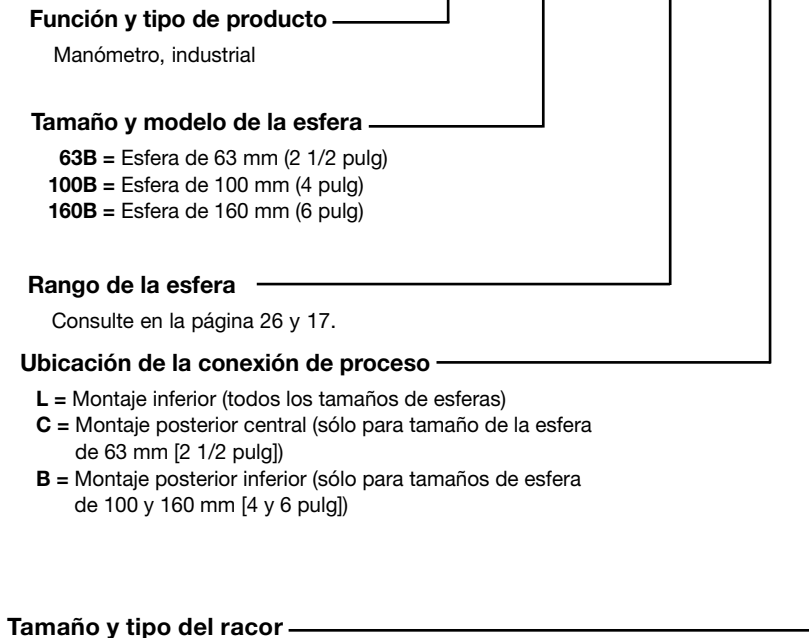 Función y tipo de producto
Manómetro, industrial
Tamaño y modelo de la esfera
63B = Esfera de 63 mm (2 1/2 pulg)
100B = Esfera de 100 mm (4 pulg)
160B = Esfera de 160 mm (6 pulg)
Rango de la esfera
Consulte en la página 26 y 17.
Ubicación de la conexión de proceso
L = Montaje inferior (todos los tamaños de esferas)
C = Montaje posterior central (sólo para tamaño de la esfera
de 63 mm [2 1/2 pulg])
B = Montaje posterior inferior (sólo para tamaños de esfera
de 100 y 160 mm [4 y 6 pulg])
Tamaño y tipo del racor